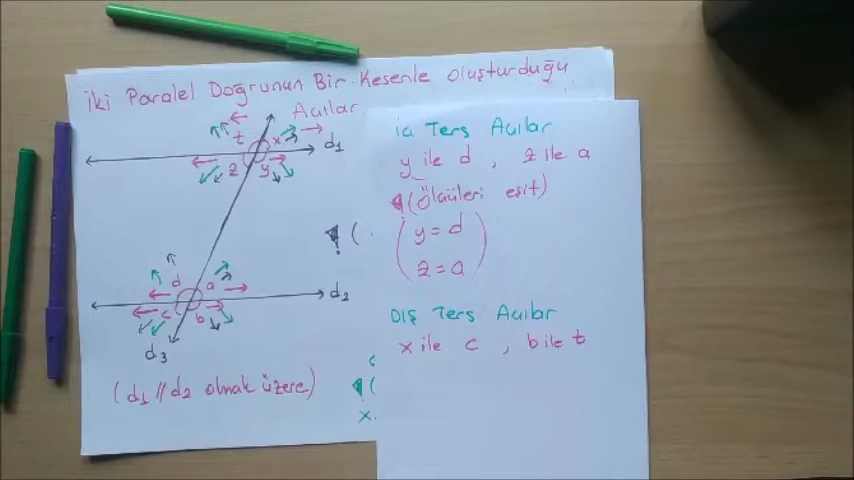 İki Paralel Doğrunun Bir Kesenle Oluşturduğu
Açılar
t
x
d1
z
y
d
a
d2
c
b
d3
(d1 // d2 olmak üzere)
! (
(
x
İç Ters Açılar
y ile d , z ile a
(Ölçüleri eşit)
(y = d
z = a)
Dış Ters Açılar
x ile c , b ile t